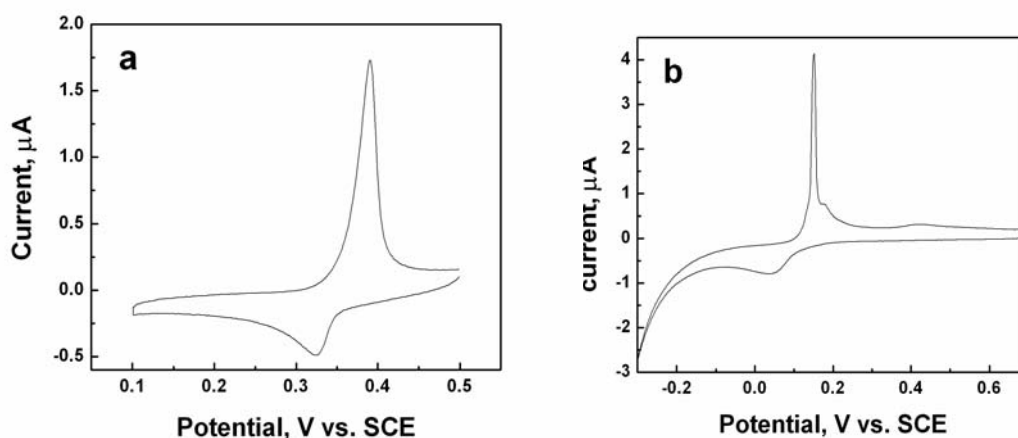 a
2.0
1.5
1.0
0.5
0.0
-0.5
0.1 0.2 0.3 0.4 0.5
Current, μA
Potential, V vs. SCE
b
4
3
2
1
0
-1
-2
-3
-0.2 0.0 0.2 0.4 0.6
current, μA
Potential, V vs. SCE